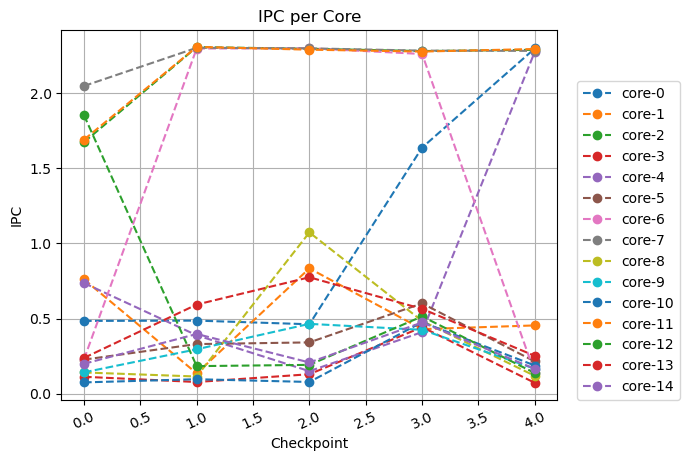 IPC per Core
IPC
2.0
1.5
1.0
0.5
0.0
0.0
0.5
1.0
1.5
2.0
2.5
3.0
3.5
4.0
Checkpoint
core-0
core-1
core-2
core-3
core-4
core-5
core-6
core-7
core-8
core-9
core-10
core-11
core-12
core-13
core-14